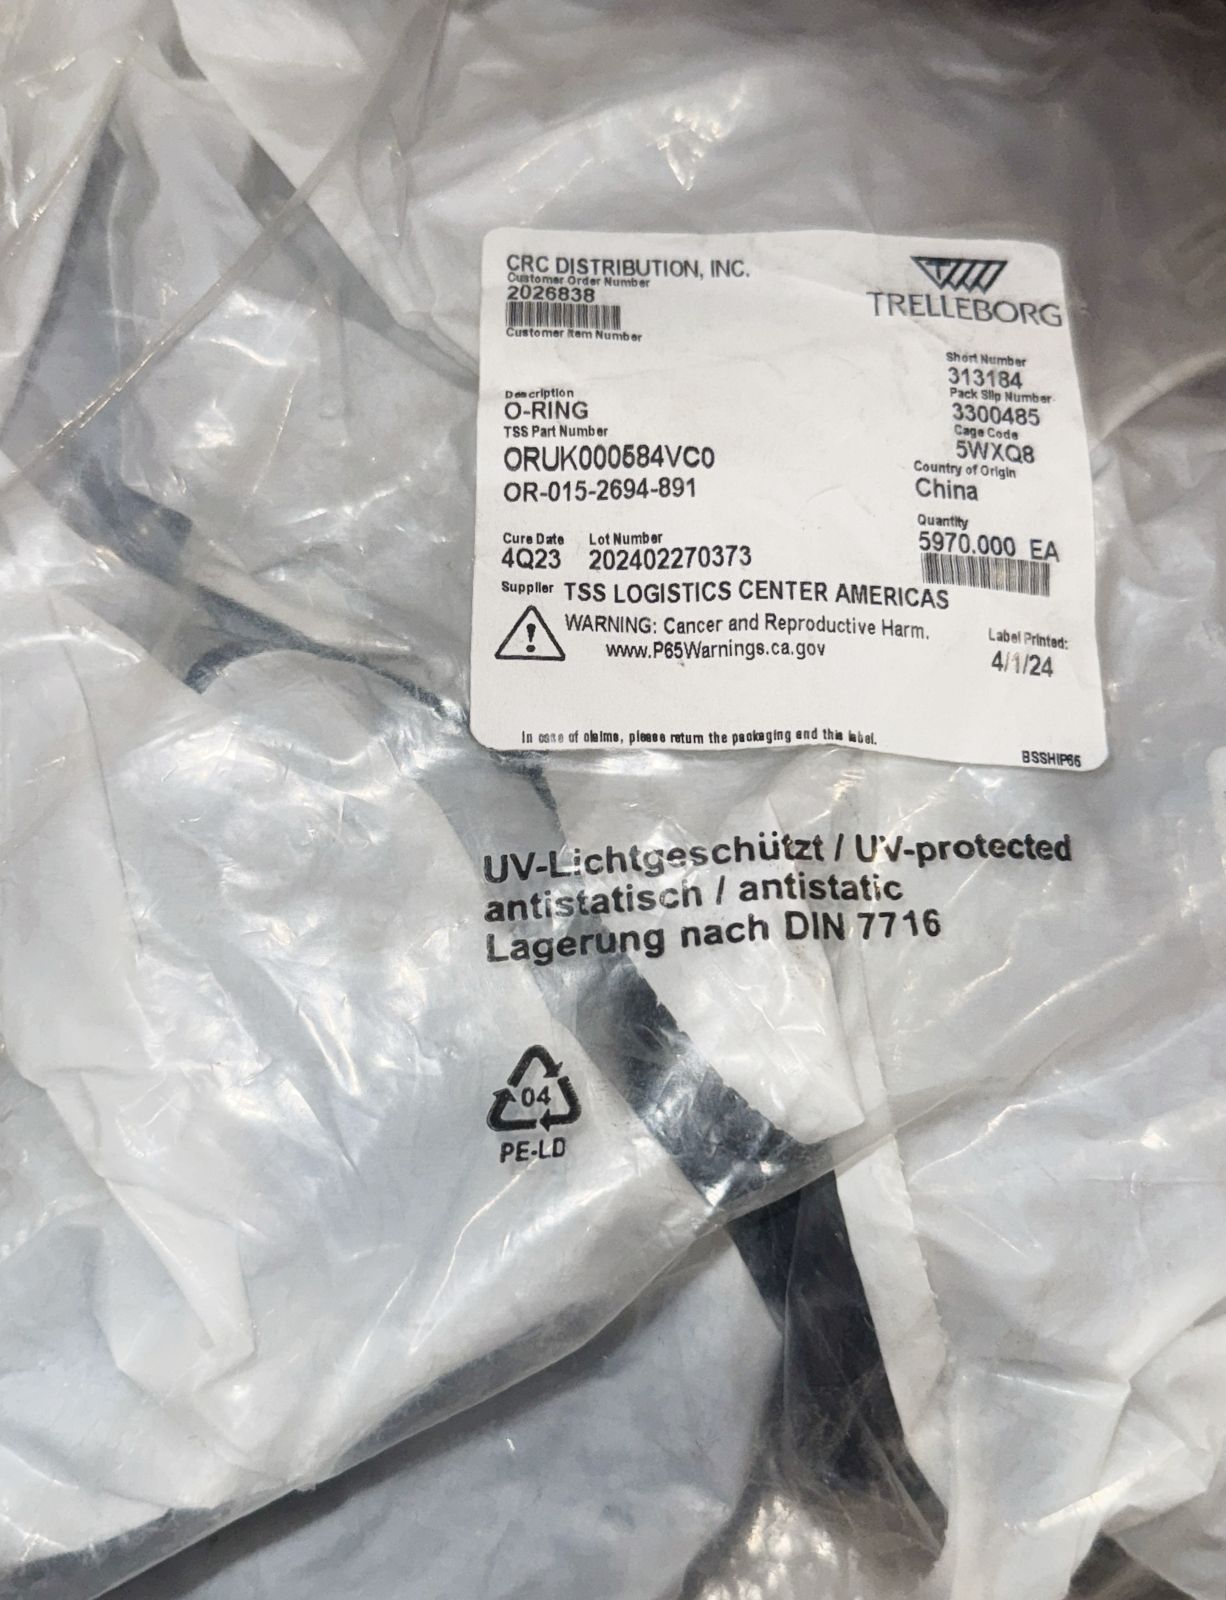 CRC DISTRIBUTION, INC.
Customer Order Number
2026838
Customer Item Number
TRELLEBORG
Description
O-RING
TSS Part Number
ORUK000584VC0
OR-015-2694-891
Short Number
313184
Pack Slip Number
3300485
Cage Code
5WXQ8
Country of Origin
China
Cure Date Lot Number
4Q23 202402270373
Quantity
5970.000 EA
Supplier TSS LOGISTICS CENTER AMERICAS
WARNING: Cancer and Reproductive Harm.
www.P65Warnings.ca.gov
Label Printed:
4/1/24
In case of claims, please return the packaging and this label.
BSSHIP65
UV-Lichtgeschützt / UV-protected
antistatisch / antistatic
Lagerung nach DIN 7716
04
PE-LD